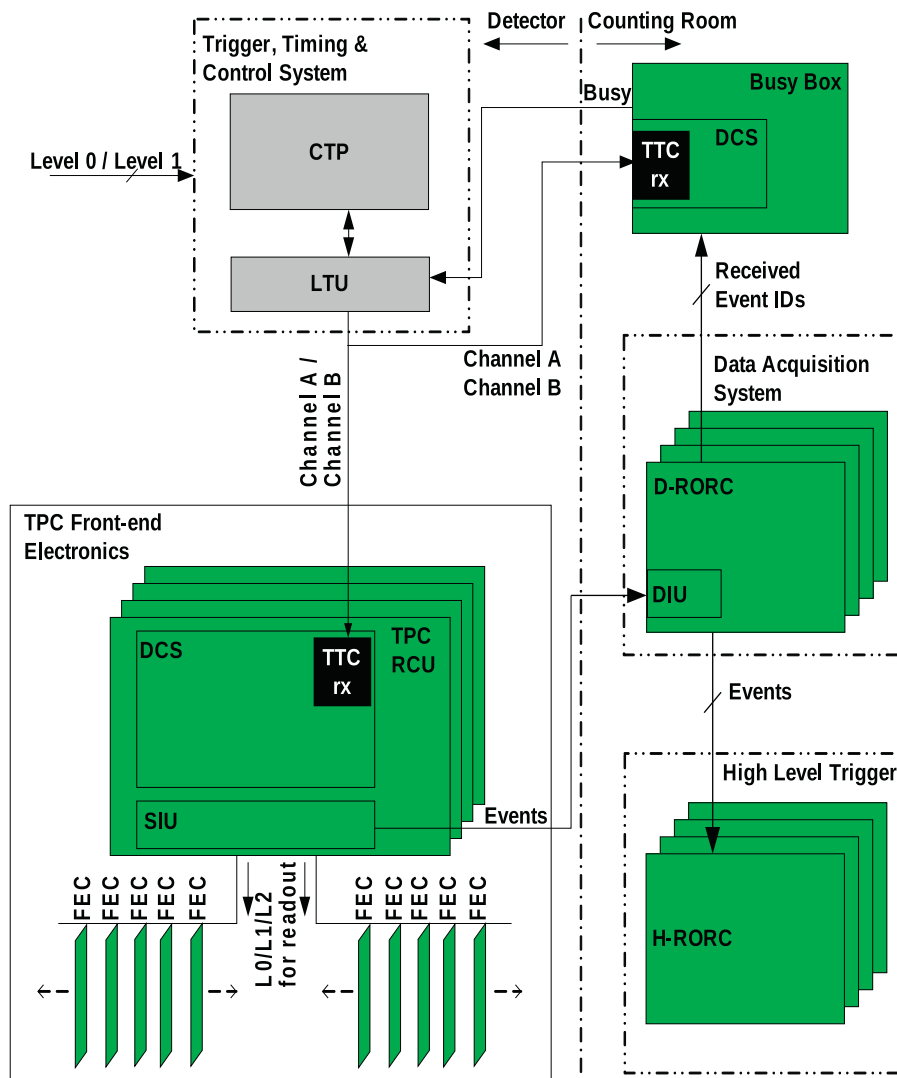 Detector
Counting Room
Trigger, Timing &
Control System
CTP
LTU
Level 0 / Level 1
Busy
Busy Box
DCS
TTC
rx
Received
Event IDs
Channel A
Channel B
Channel A /
Channel B
Data Acquisition
System
D-RORC
DIU
TPC Front-end
Electronics
DCS
TTC
rx
TPC
RCU
SIU
Events
Events
High Level Trigger
H-RORC
FEC
FEC
FEC
FEC
FEC
L0/L1/L2
for readout
FEC
FEC
FEC
FEC
FEC